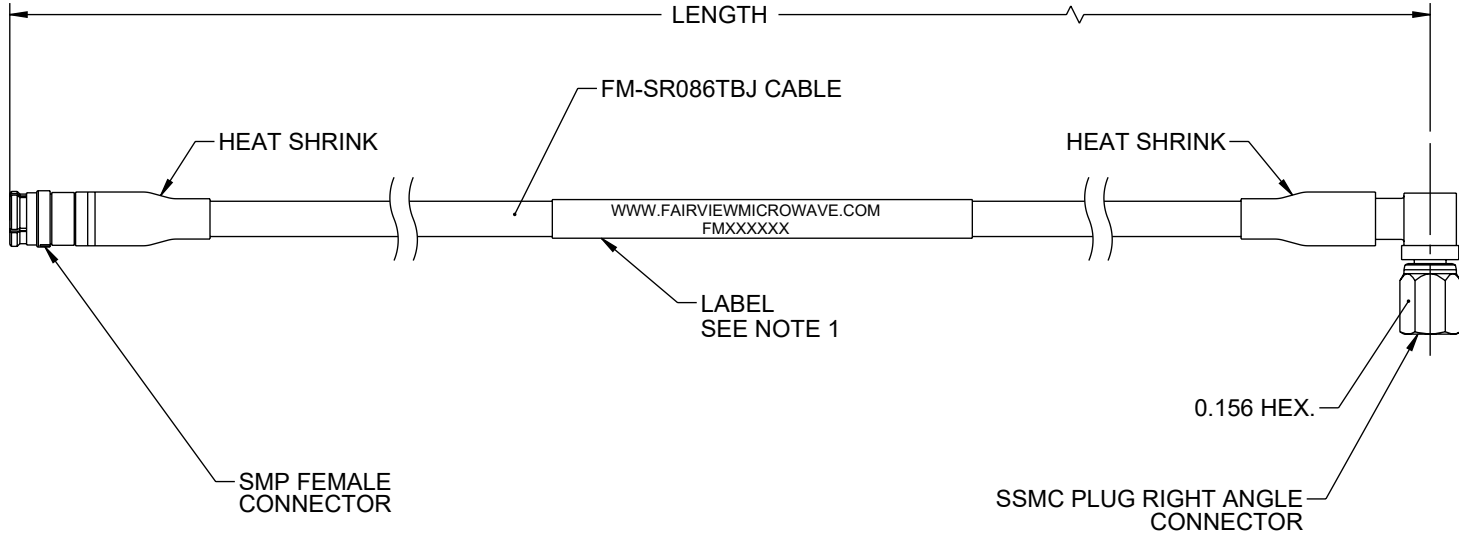 LENGTH
FM-SR086TBJ CABLE
HEAT SHRINK
HEAT SHRINK
WWW.FAIRVIEWMICROWAVE.COM
FMXXXXXX
LABEL
SEE NOTE 1
0.156 HEX.
SMP FEMALE
CONNECTOR
SSMC PLUG RIGHT ANGLE
CONNECTOR